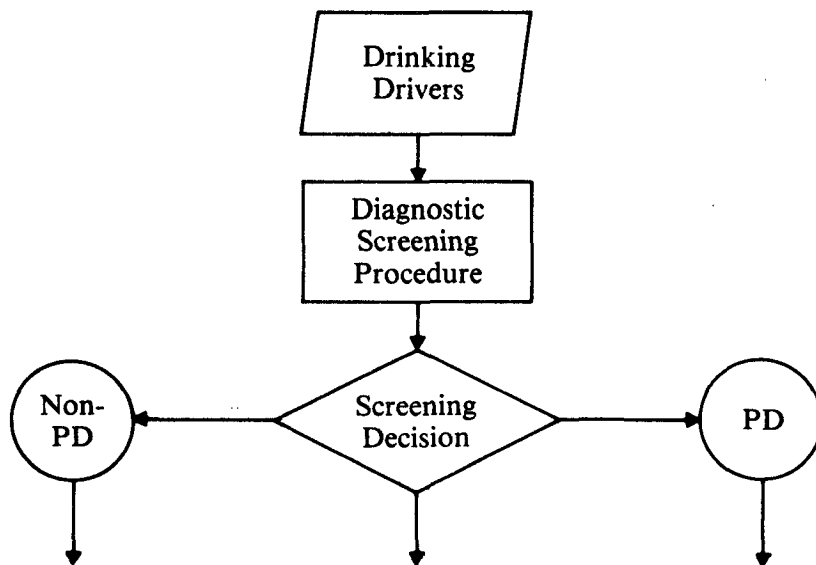 Drinking
Drivers
Diagnostic
Screening
Procedure
Non-
PD
Screening
Decision
PD